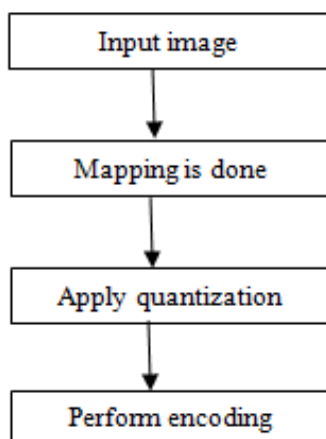 Input image
Mapping is done
Apply quantization
Perform encoding